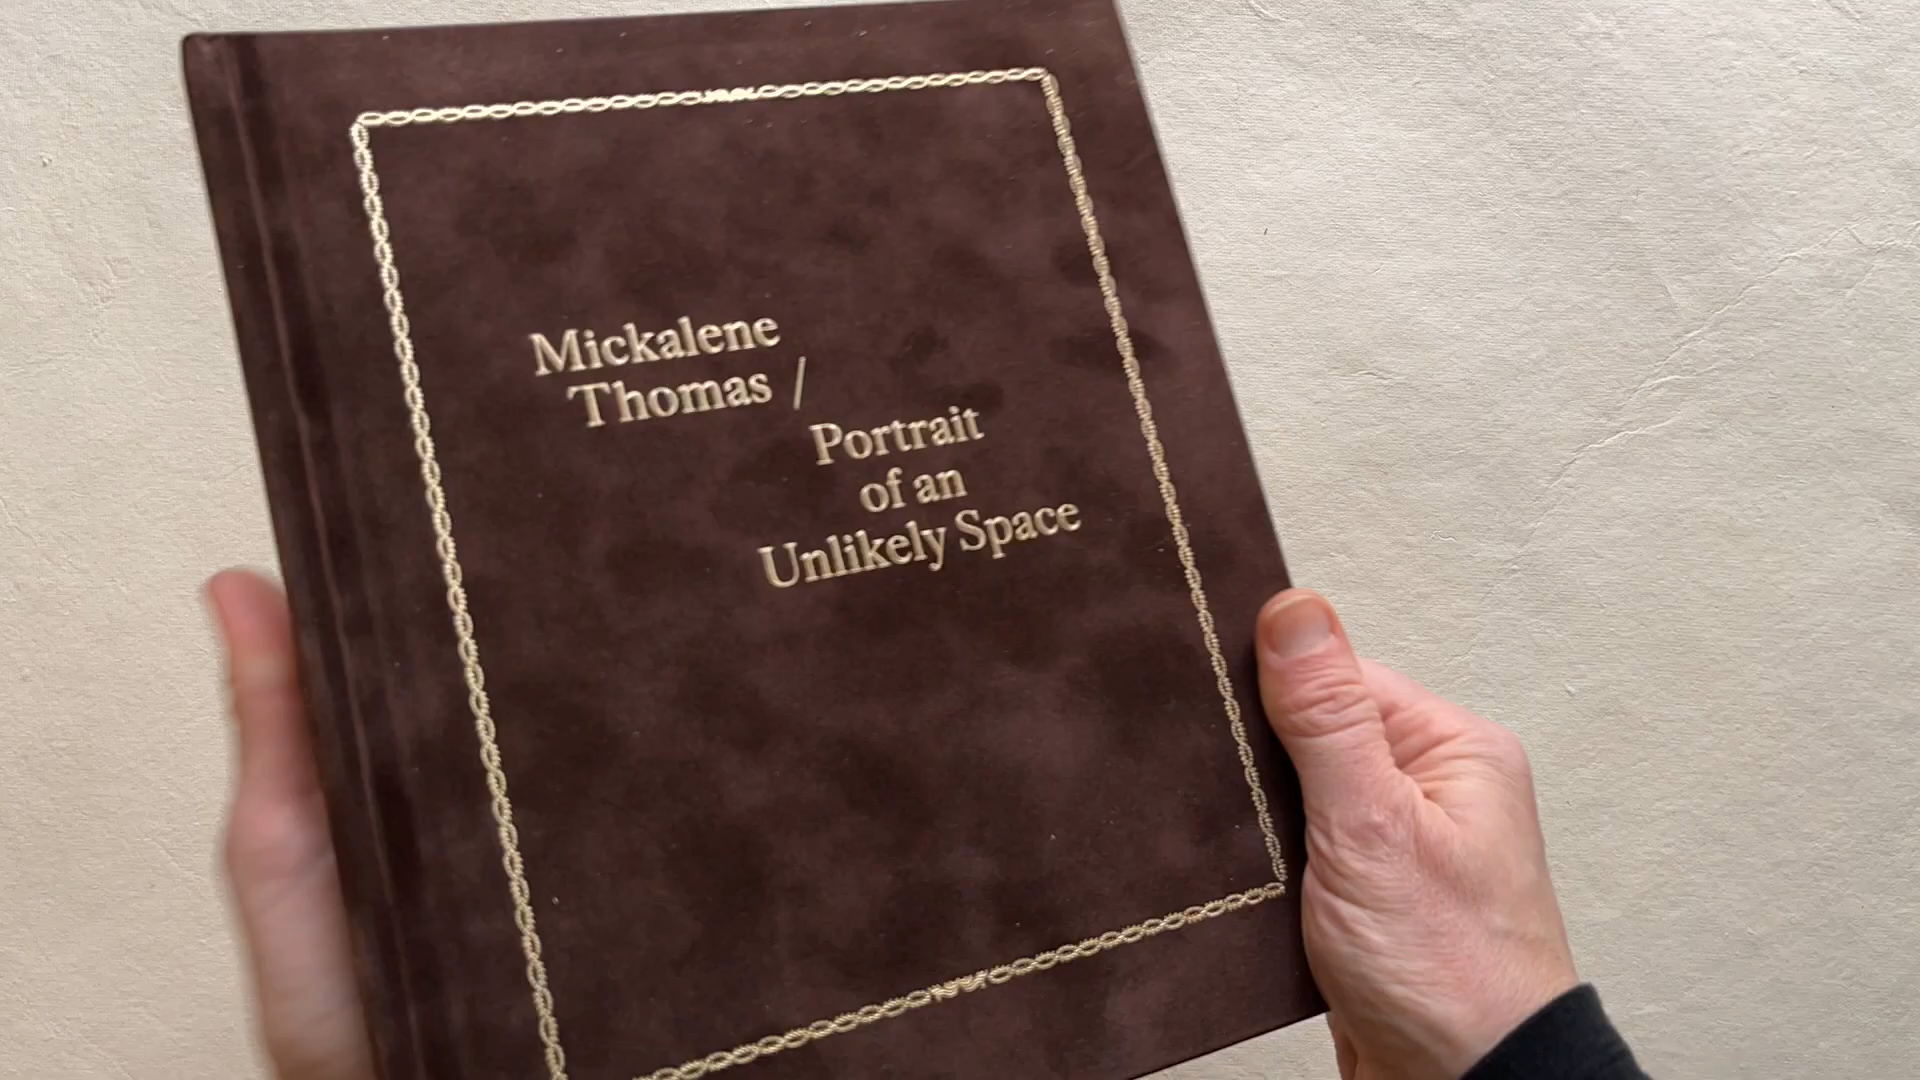 Mickalene
Thomas /
Portrait
of an
Unlikely Space